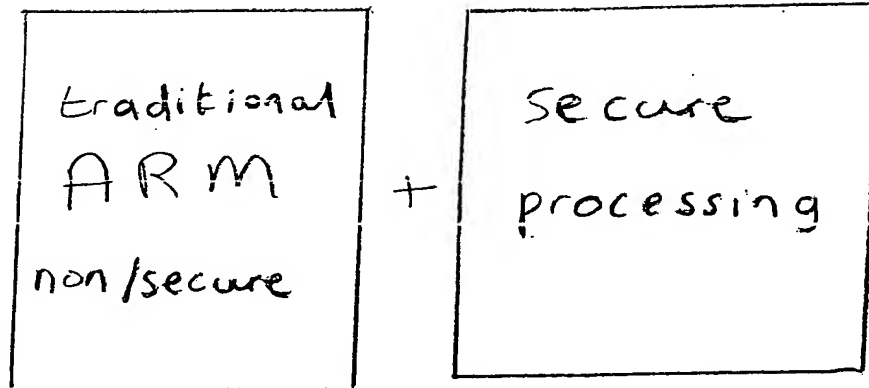 traditional
ARM
non/secure
+
secure
processing